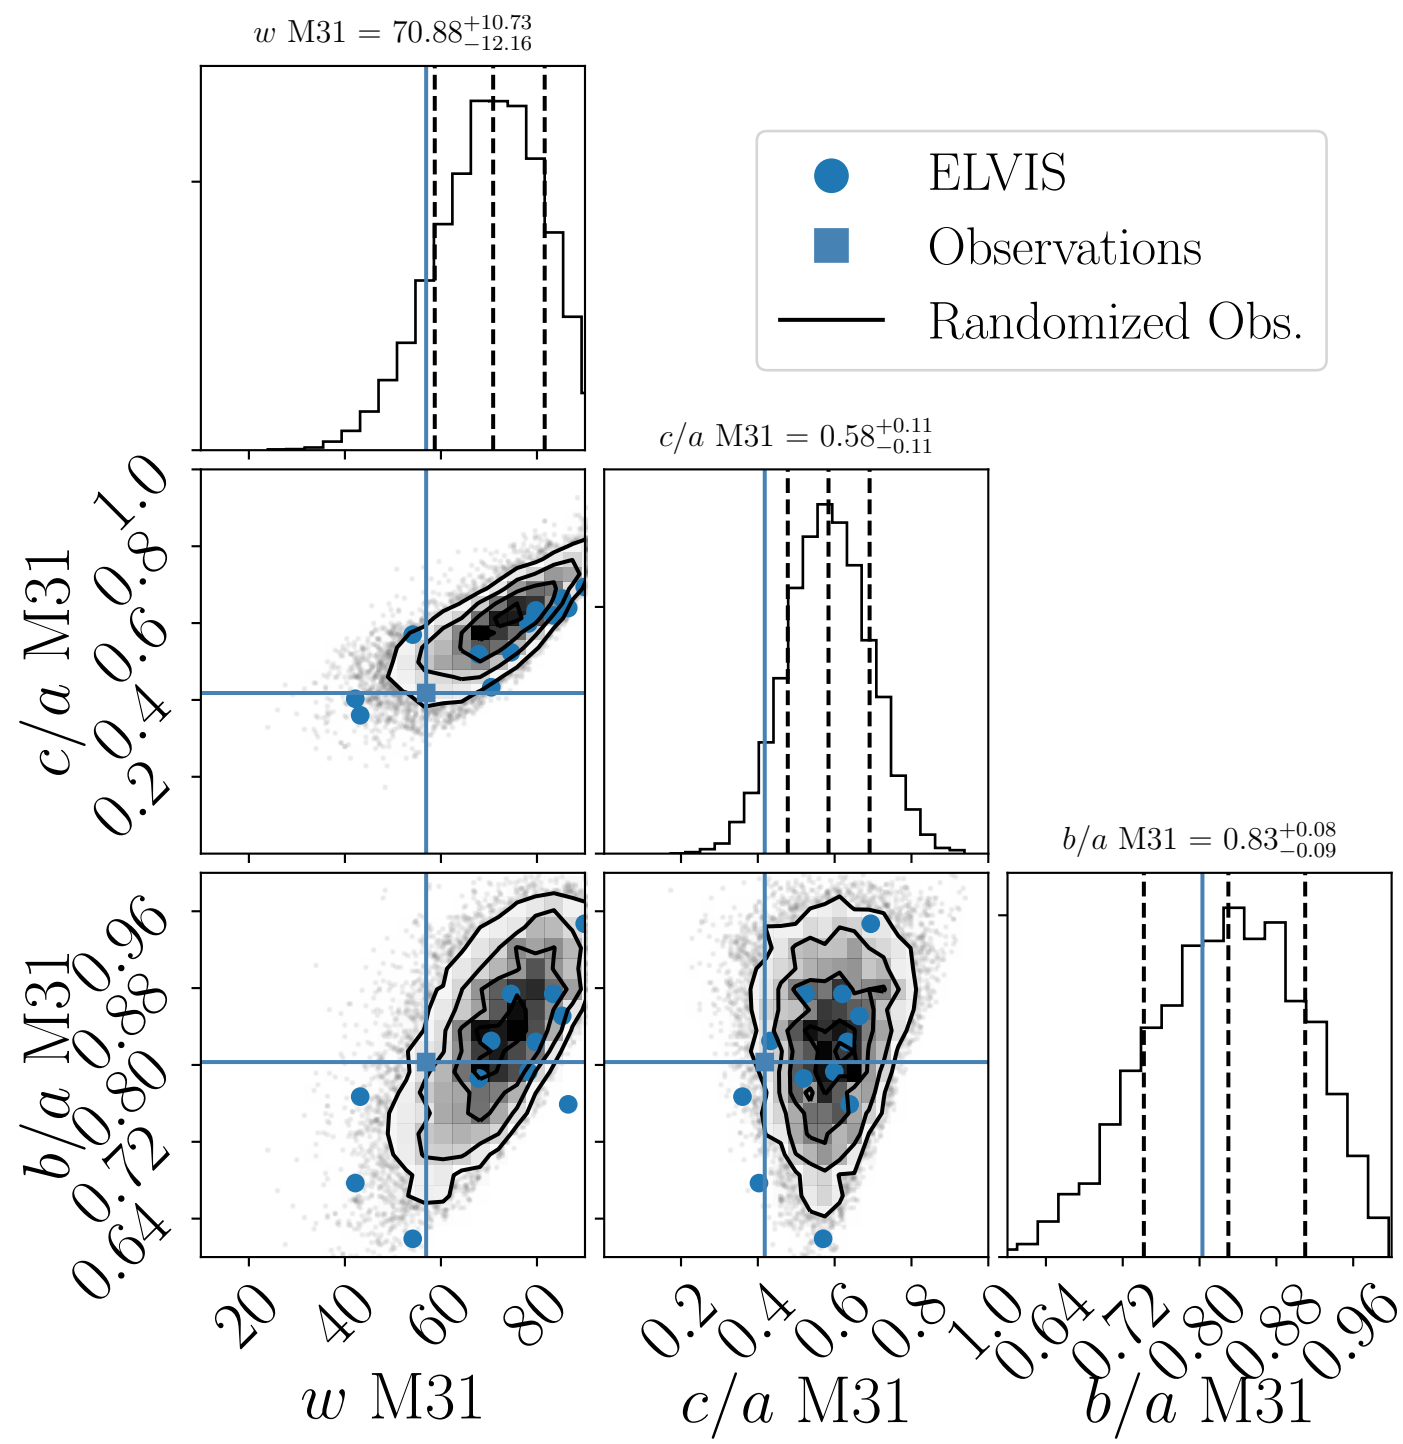 w M31 = 70.88+10.73−12.16
ELVIS
Observations
Randomized Obs.
c/a M31 = 0.58+0.11−0.11
1.0
0.8
0.6
0.4
0.2
c/a M31
b/a M31 = 0.83+0.08−0.09
0.96
0.88
0.80
0.72
0.64
b/a M31
20 40 60 80
0.2 0.4 0.6 0.8 1.0
0.64 0.72 0.80 0.88 0.96
w M31
c/a M31
b/a M31